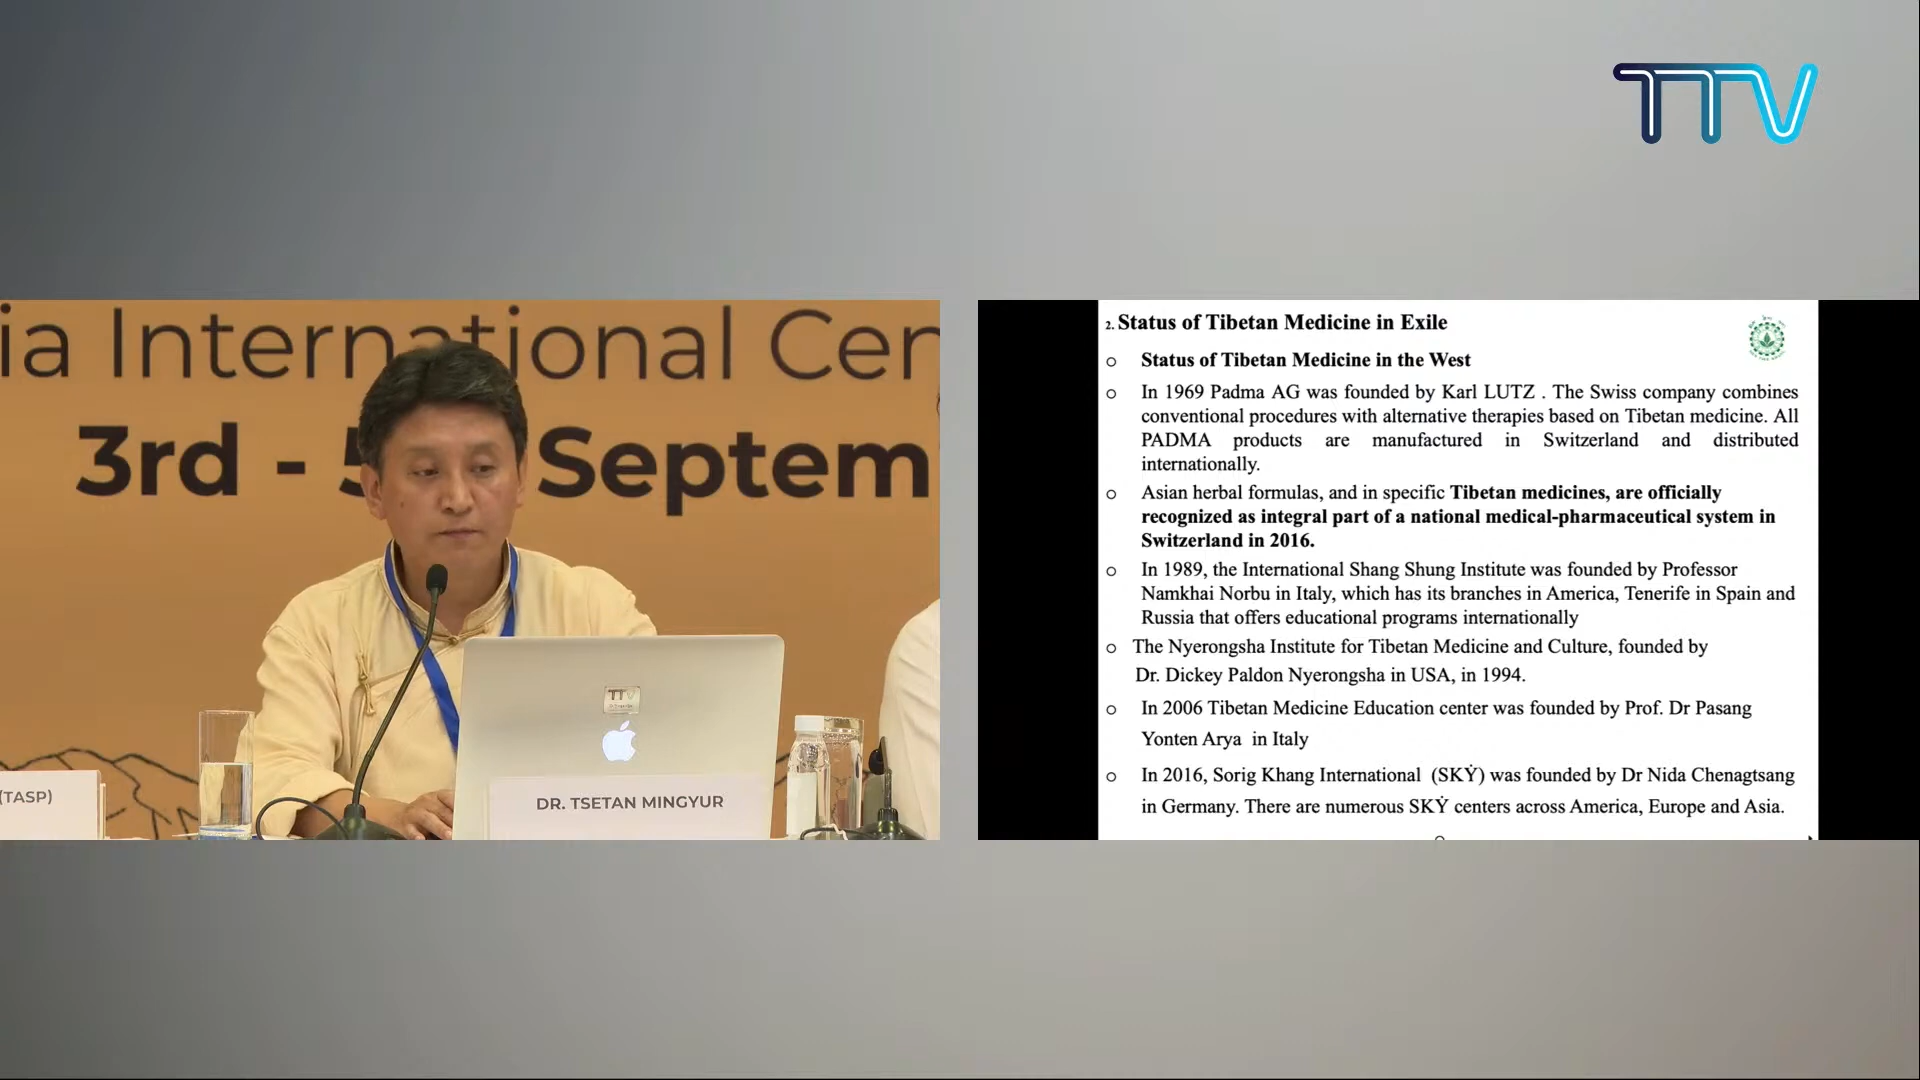 TTV
ia International Cen
3rd - 5 Septem
TTV
(TASP)
DR. TSETAN MINGYUR
2. Status of Tibetan Medicine in Exile
o Status of Tibetan Medicine in the West
o In 1969 Padma AG was founded by Karl LUTZ . The Swiss company combines
conventional procedures with alternative therapies based on Tibetan medicine. All
PADMA products are manufactured in Switzerland and distributed
internationally.
o Asian herbal formulas, and in specific Tibetan medicines, are officially
recognized as integral part of a national medical-pharmaceutical system in
Switzerland in 2016.
o In 1989, the International Shang Shung Institute was founded by Professor
Namkhai Norbu in Italy, which has its branches in America, Tenerife in Spain and
Russia that offers educational programs internationally
o The Nyerongsha Institute for Tibetan Medicine and Culture, founded by
Dr. Dickey Paldon Nyerongsha in USA, in 1994.
o In 2006 Tibetan Medicine Education center was founded by Prof. Dr Pasang
Yonten Arya in Italy
o In 2016, Sorig Khang International (SKẎ) was founded by Dr Nida Chenagtsang
in Germany. There are numerous SKẎ centers across America, Europe and Asia.